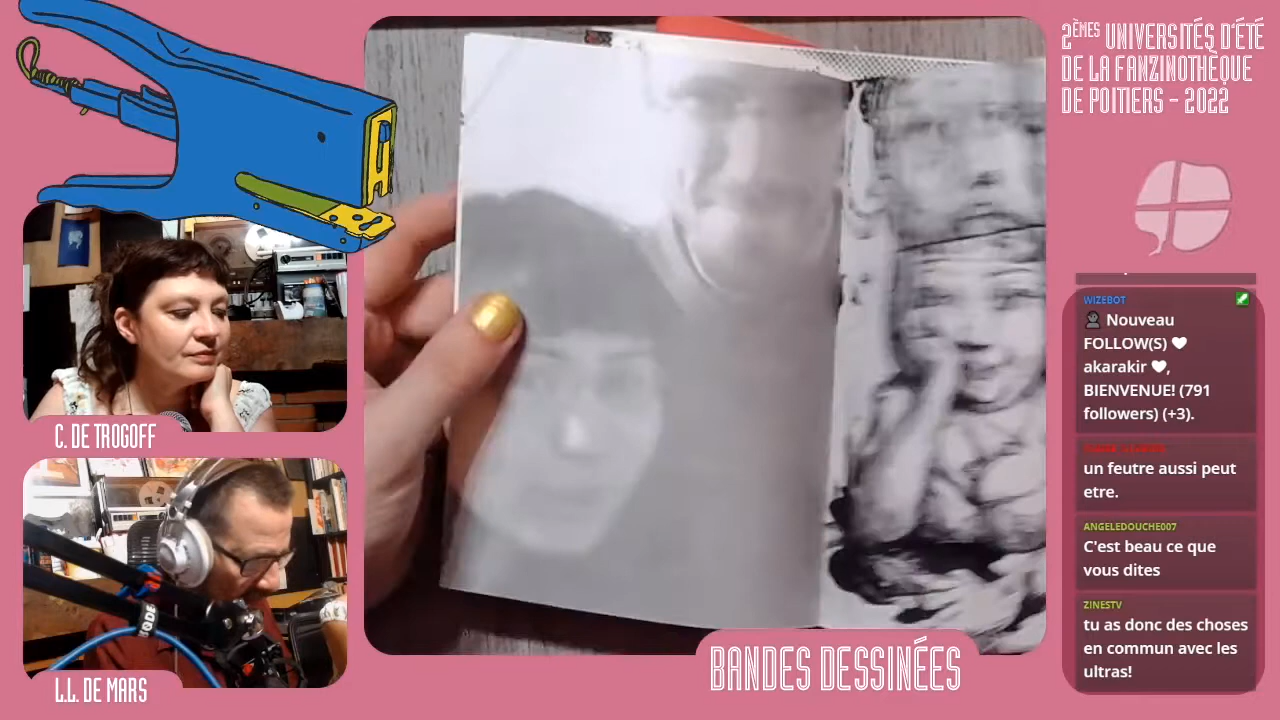 2ÈMES UNIVERSITÉS D'ÉTÉ
DE LA FANZINOTHÈQUE
DE POITIERS - 2022
C. DE TROGOFF
L.L. DE MARS
BANDES DESSINÉES
WIZEBOT
Nouveau
FOLLOW(S)
akarakir ,
BIENVENUE! (791
followers) (+3).
un feutre aussi peut
etre.
ANGELEDOUCHE007
C'est beau ce que
vous dites
ZINESTV
tu as donc des choses
en commun avec les
ultras!